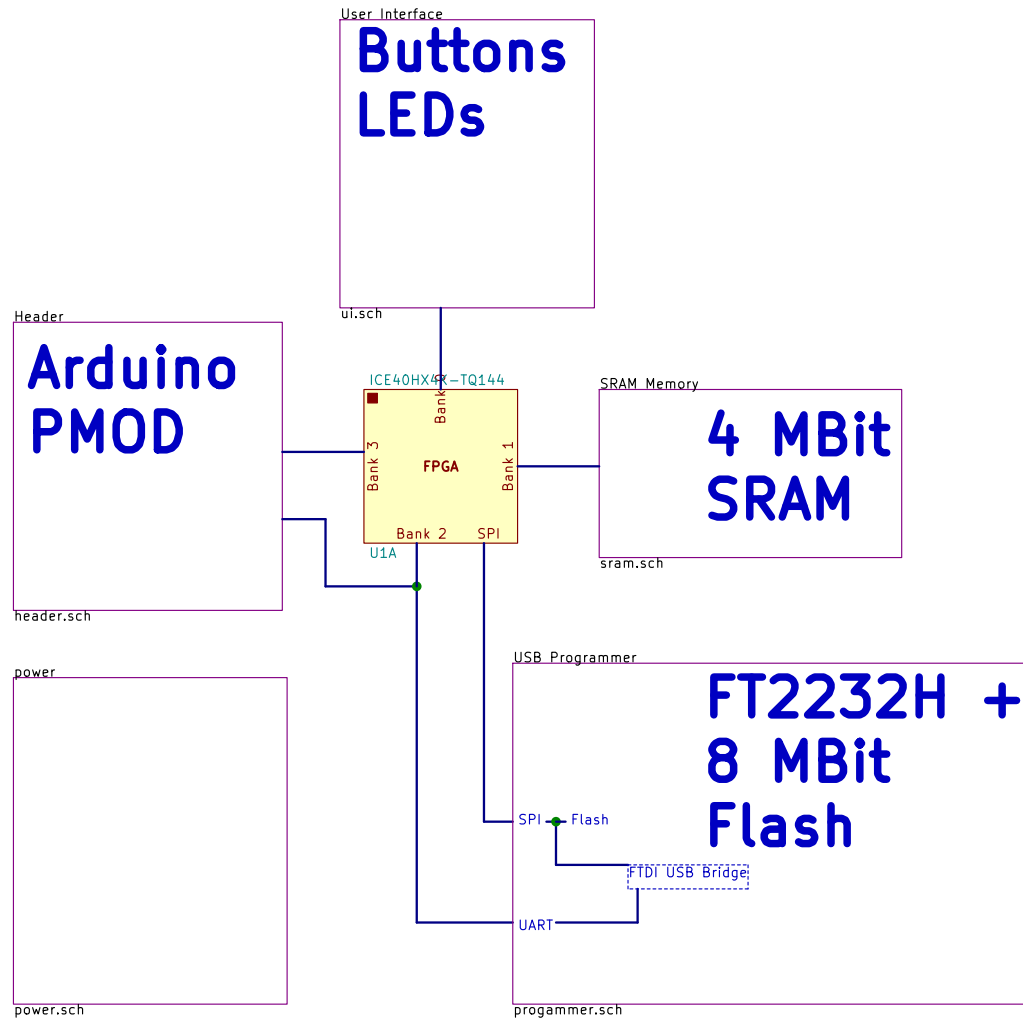 User Interface
Buttons
LEDs
ui.sch
Header
Arduino
PMOD
header.sch
ICE40HX4K-TQ144
Bank 0
Bank 3
FPGA
Bank 1
Bank 2
SPI
U1A
SRAM Memory
4 MBit
SRAM
sram.sch
power
power.sch
USB Programmer
FT2232H +
8 MBit
Flash
SPI
Flash
FTDI USB Bridge
UART
progammer.sch